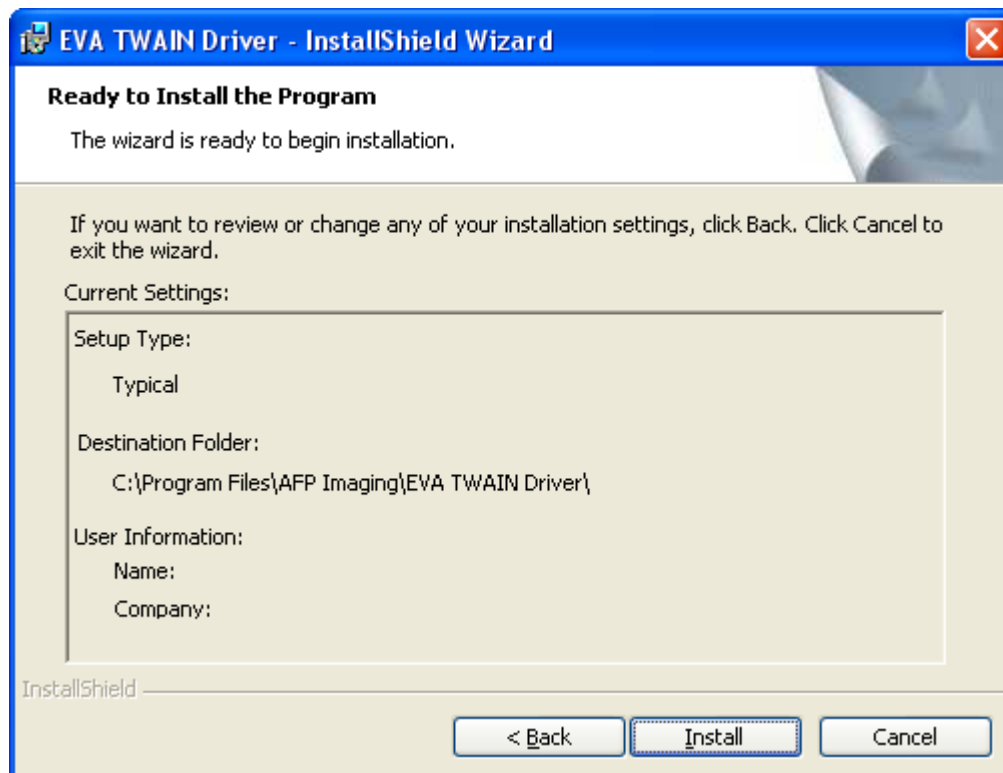 EVA TWAIN Driver - InstallShield Wizard
Ready to Install the Program
The wizard is ready to begin installation.
If you want to review or change any of your installation settings, click Back. Click Cancel to
exit the wizard.
Current Settings:
Setup Type:
Typical
Destination Folder:
C:\Program Files\AFP Imaging\EVA TWAIN Driver\
User Information:
Name:
Company:
InstallShield
< Back Install Cancel